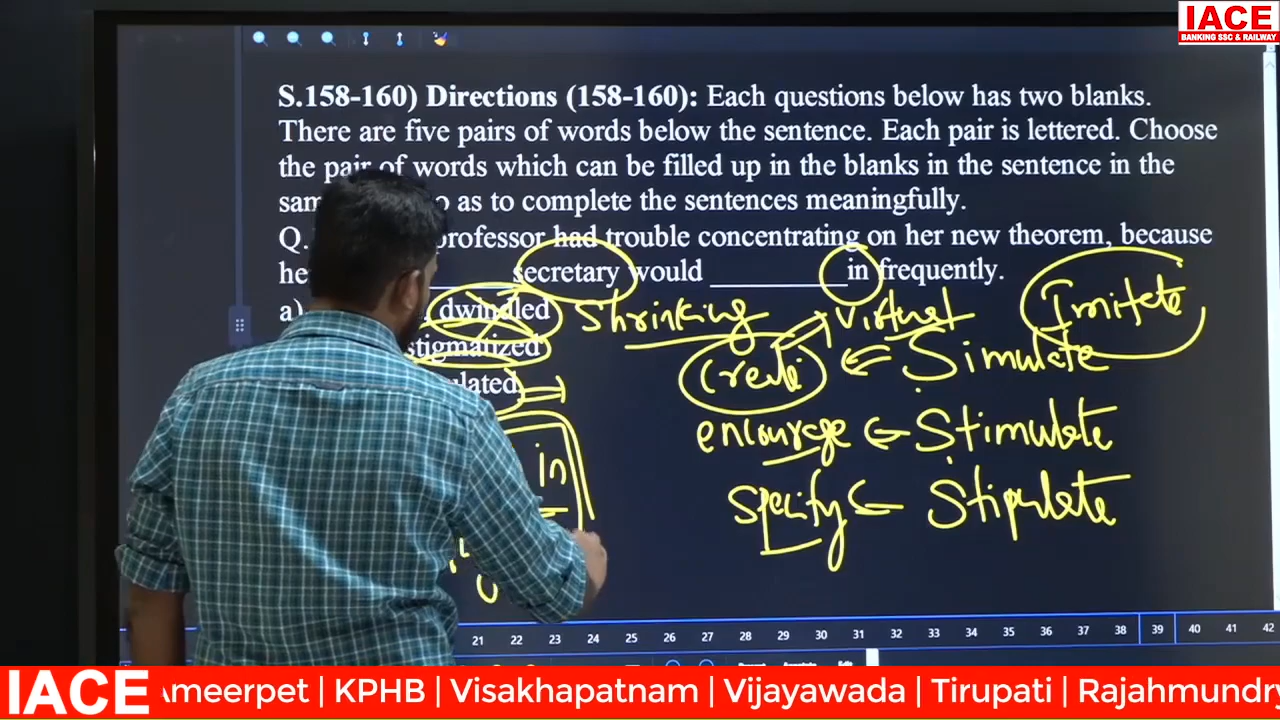 IACE
BANKING SSC & RAILWAY
S.158-160) Directions (158-160): Each questions below has two blanks.
There are five pairs of words below the sentence. Each pair is lettered. Choose
the pair of words which can be filled up in the blanks in the sentence in the
as to complete the sentences meaningfully.
professor had trouble concentrating on her new theorem, because
secretary would __________ in frequently.
a) dwindled Shrinking Virtual Imitate
stigmatized Create Simulate
encourage Stimulate
in
specify Stipulate
21 22 23 24 25 26 27 28 29 30 31 32 33 34 35 36 37 38 39 40 41 42
IACE Ameerpet | KPHB | Visakhapatnam | Vijayawada | Tirupati | Rajahmundry